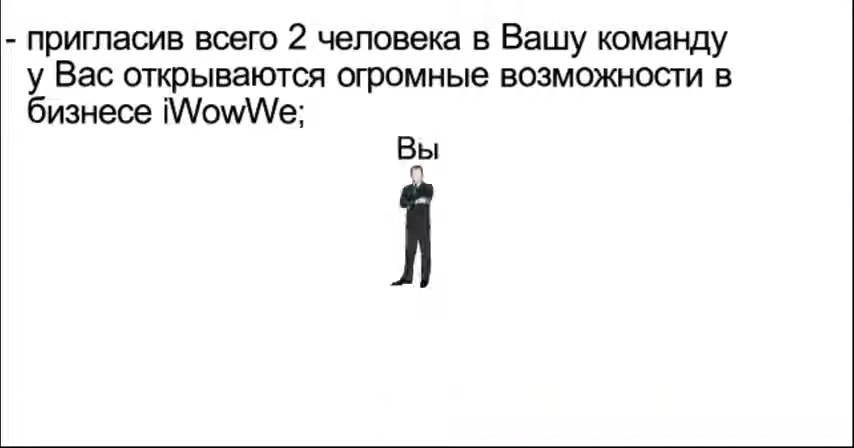 - пригласив всего 2 человека в Вашу команду
у Вас открываются огромные возможности в
бизнесе iWowWe;
Вы